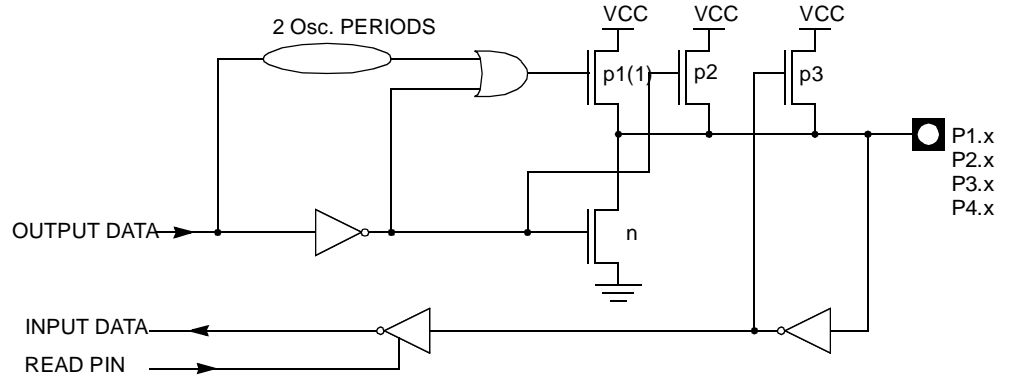 2 Osc. PERIODS
VCC
VCC
VCC
p1(1)
p2
p3
P1.x
P2.x
P3.x
P4.x
OUTPUT DATA
n
INPUT DATA
READ PIN